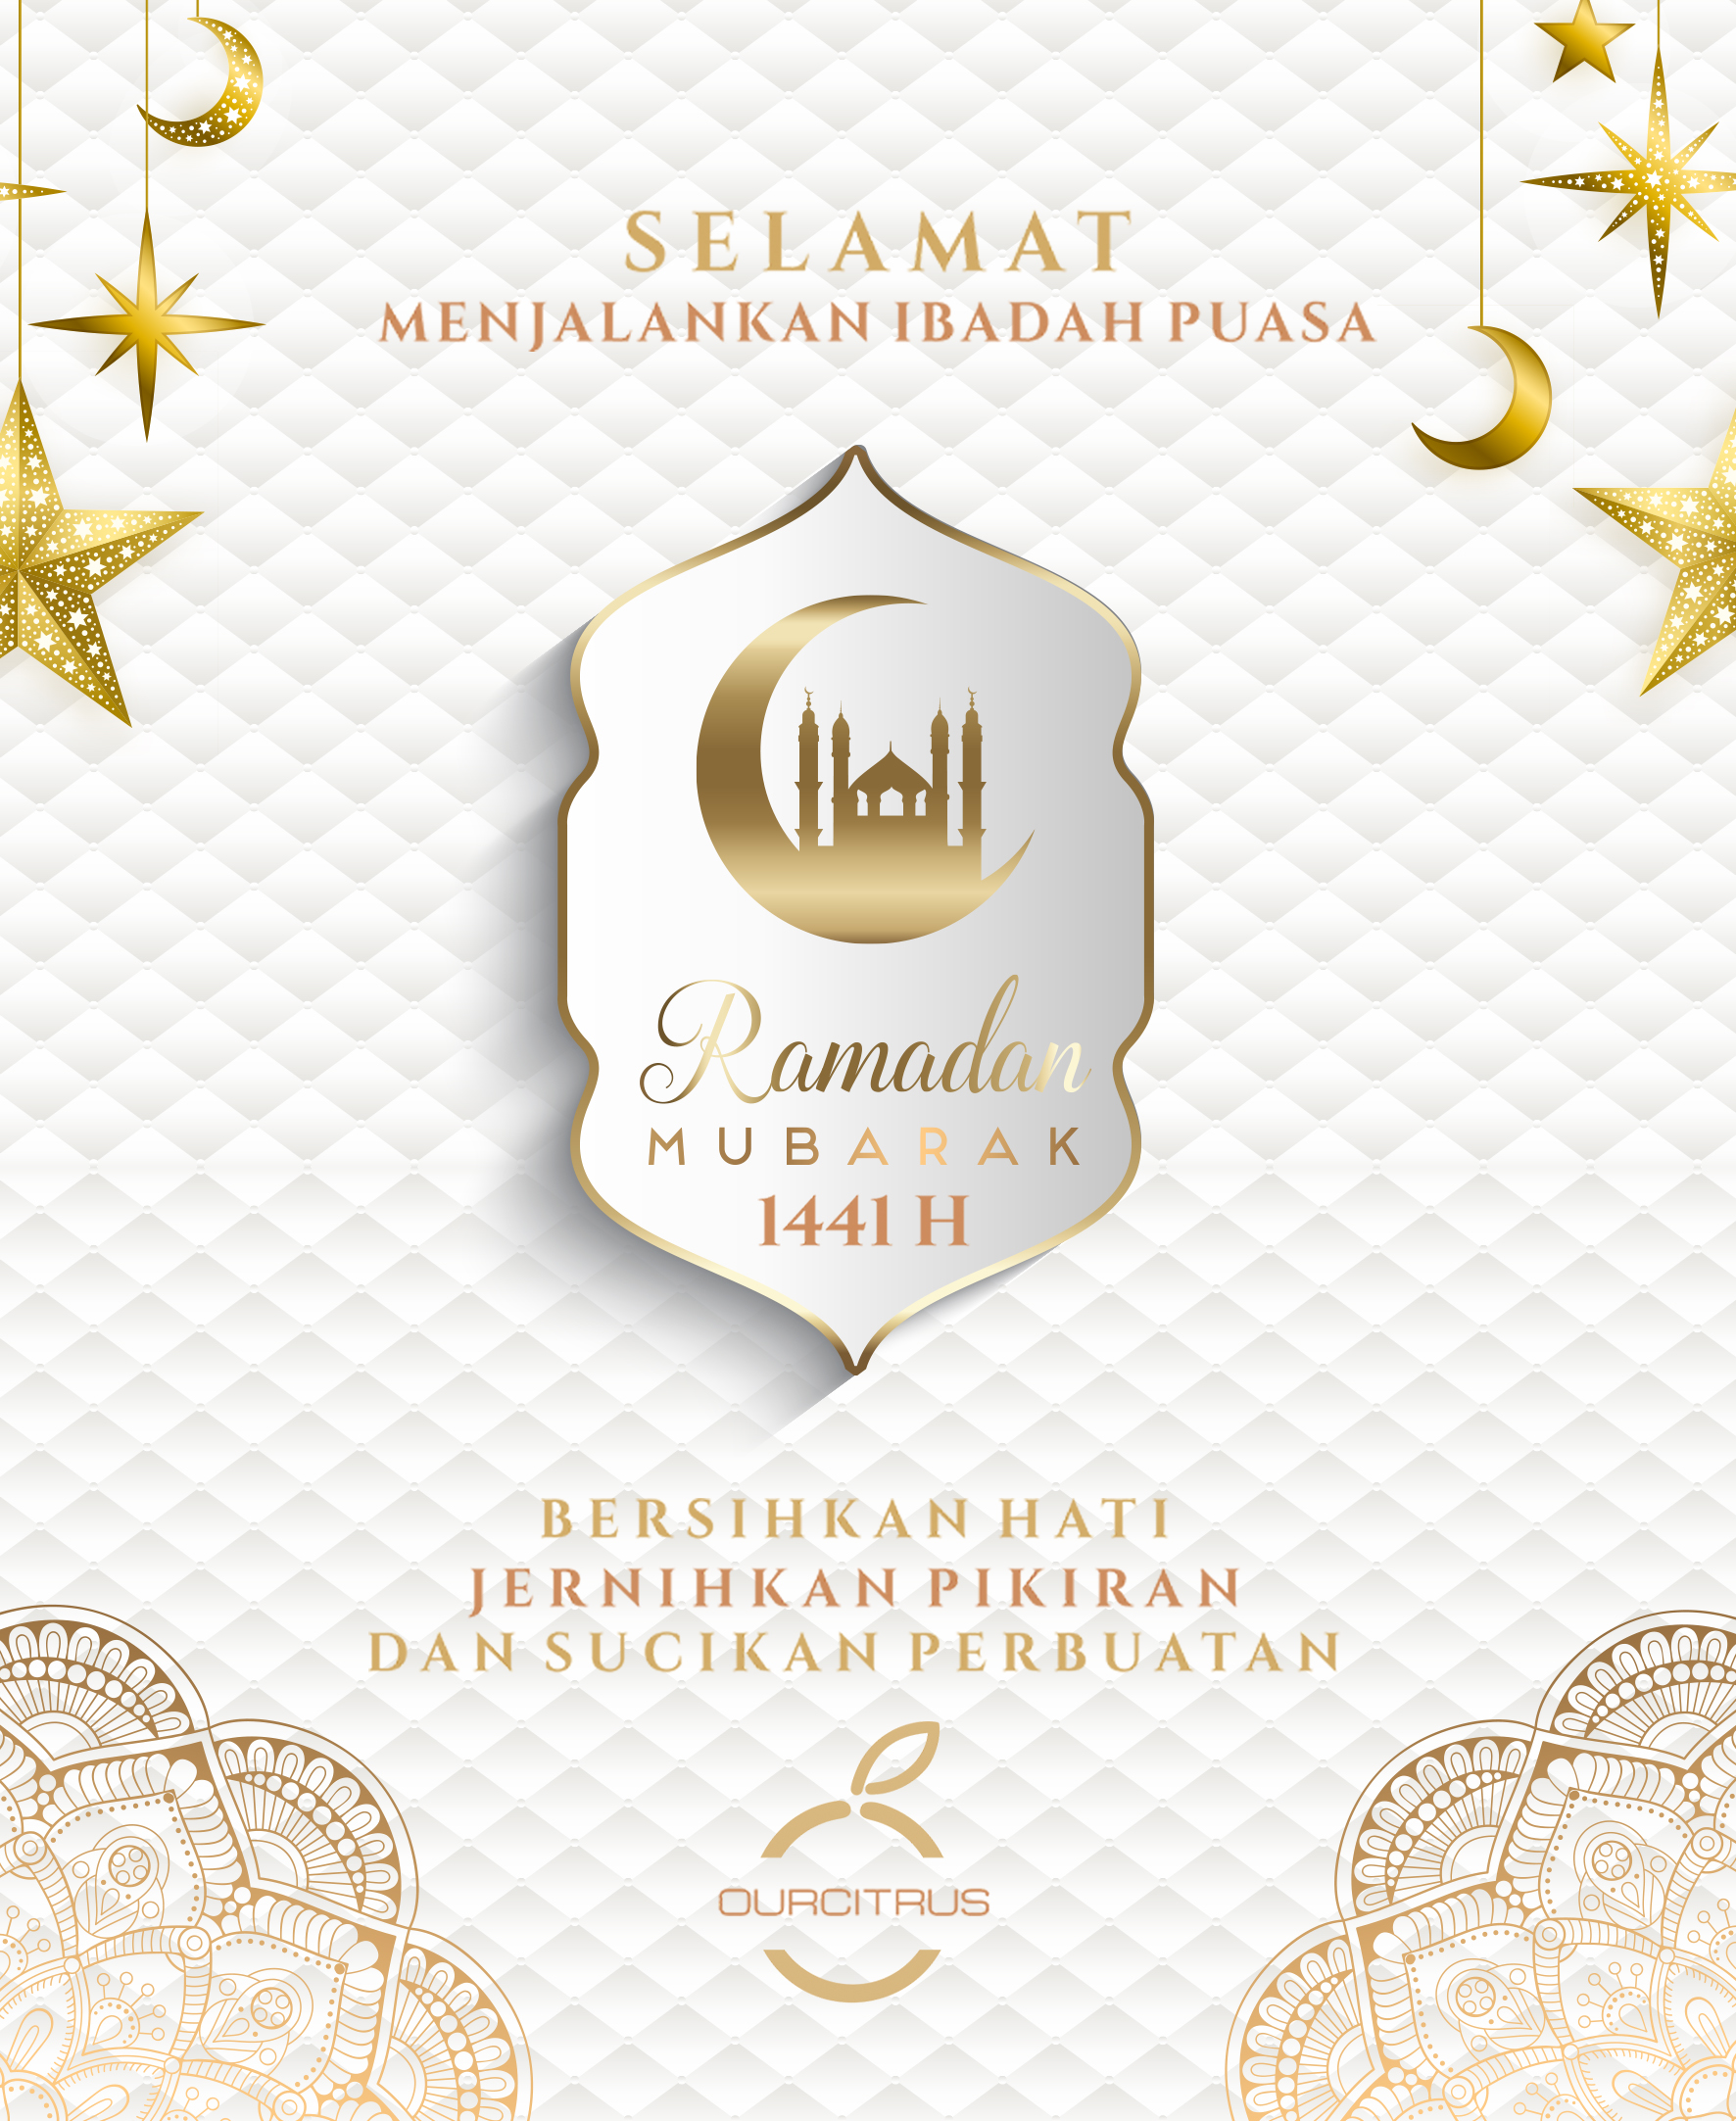 SELAMAT
MENJALANKAN IBADAH PUASA
Ramadan
MUBARAK
1441 H
BERSIHKAN HATI
JERNIHKAN PIKIRAN
DAN SUCIKAN PERBUATAN
OURCITRUS